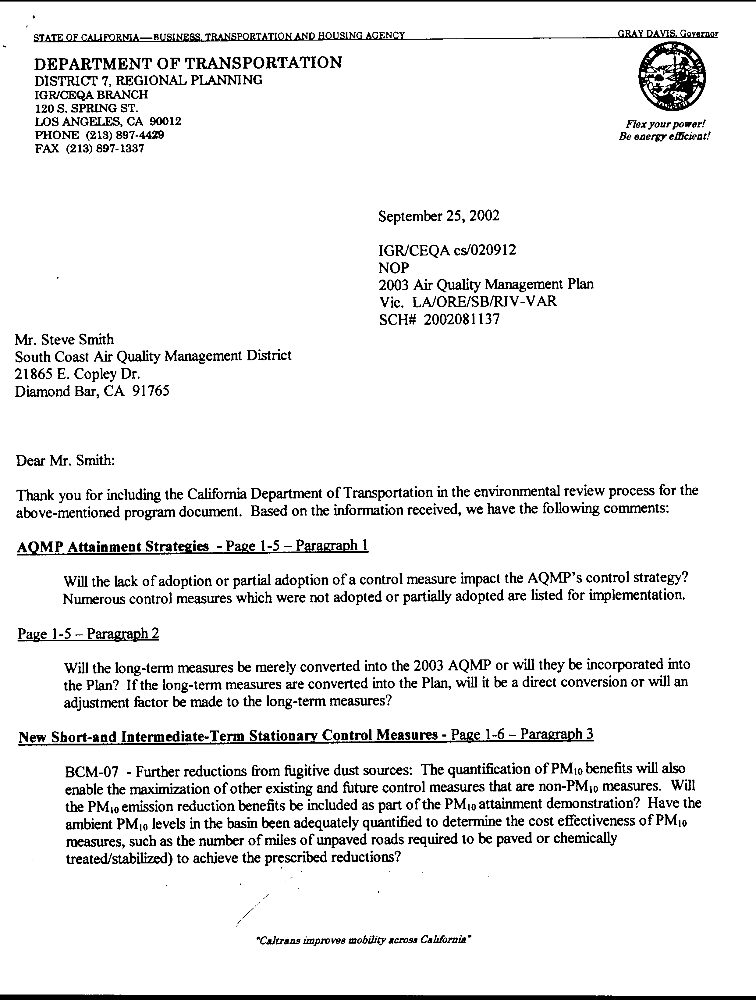 STATE OF CALIFORNIA—BUSINESS, TRANSPORTATION AND HOUSING AGENCY
GRAY DAVIS, Governor
DEPARTMENT OF TRANSPORTATION
DISTRICT 7, REGIONAL PLANNING
IGR/CEQA BRANCH
120 S. SPRING ST.
LOS ANGELES, CA 90012
PHONE (213) 897-4429
FAX (213) 897-1337
CALIFORNIA
Flex your power!
Be energy efficient!
September 25, 2002
IGR/CEQA cs/020912
NOP
2003 Air Quality Management Plan
Vic. LA/ORE/SB/RIV-VAR
SCH# 2002081137
Mr. Steve Smith
South Coast Air Quality Management District
21865 E. Copley Dr.
Diamond Bar, CA 91765
Dear Mr. Smith:
Thank you for including the California Department of Transportation in the environmental review process for the
above-mentioned program document. Based on the information received, we have the following comments:
AQMP Attainment Strategies - Page 1-5 – Paragraph 1
Will the lack of adoption or partial adoption of a control measure impact the AQMP's control strategy?
Numerous control measures which were not adopted or partially adopted are listed for implementation.
Page 1-5 – Paragraph 2
Will the long-term measures be merely converted into the 2003 AQMP or will they be incorporated into
the Plan? If the long-term measures are converted into the Plan, will it be a direct conversion or will an
adjustment factor be made to the long-term measures?
New Short-and Intermediate-Term Stationary Control Measures - Page 1-6 – Paragraph 3
BCM-07 - Further reductions from fugitive dust sources: The quantification of PM₁₀ benefits will also
enable the maximization of other existing and future control measures that are non-PM₁₀ measures. Will
the PM₁₀ emission reduction benefits be included as part of the PM₁₀ attainment demonstration? Have the
ambient PM₁₀ levels in the basin been adequately quantified to determine the cost effectiveness of PM₁₀
measures, such as the number of miles of unpaved roads required to be paved or chemically
treated/stabilized) to achieve the prescribed reductions?
"Caltrans improves mobility across California"